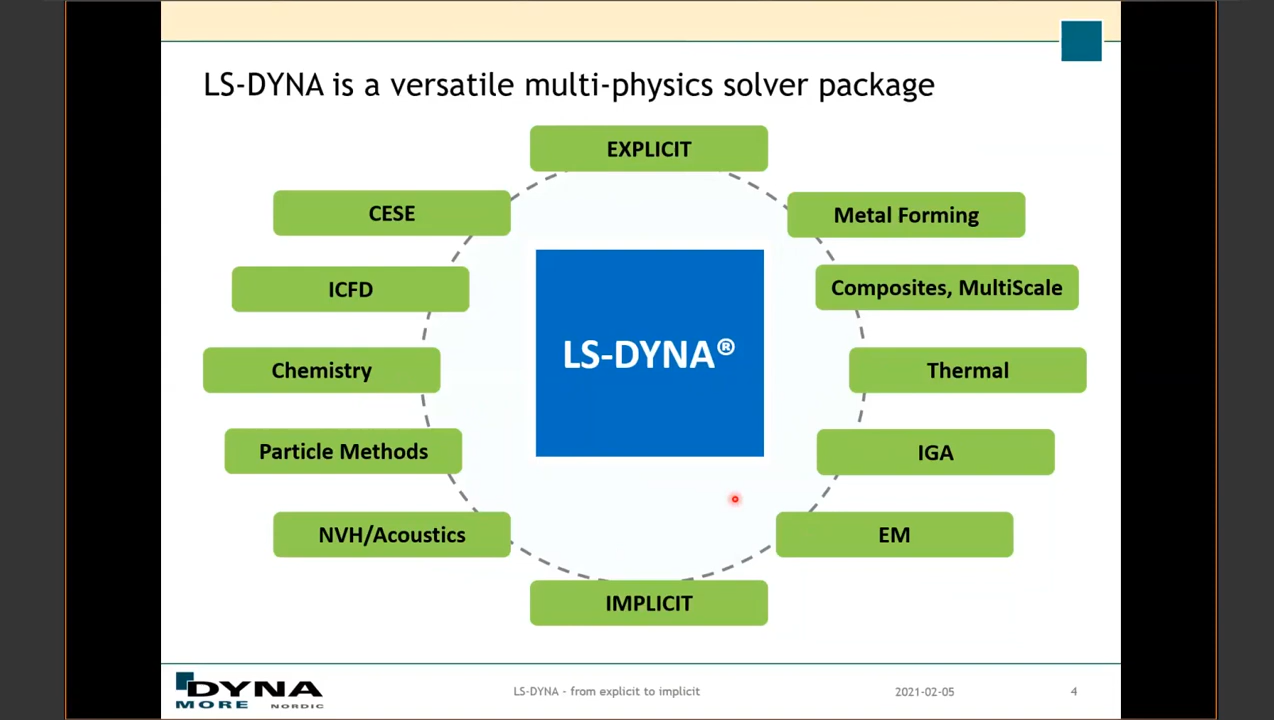 LS-DYNA is a versatile multi-physics solver package
EXPLICIT
CESE
Metal Forming
ICFD
Composites, MultiScale
LS-DYNA®
Chemistry
Thermal
Particle Methods
IGA
NVH/Acoustics
EM
IMPLICIT
DYNA
MORE NORDIC
LS-DYNA - from explicit to implicit
2021-02-05
4